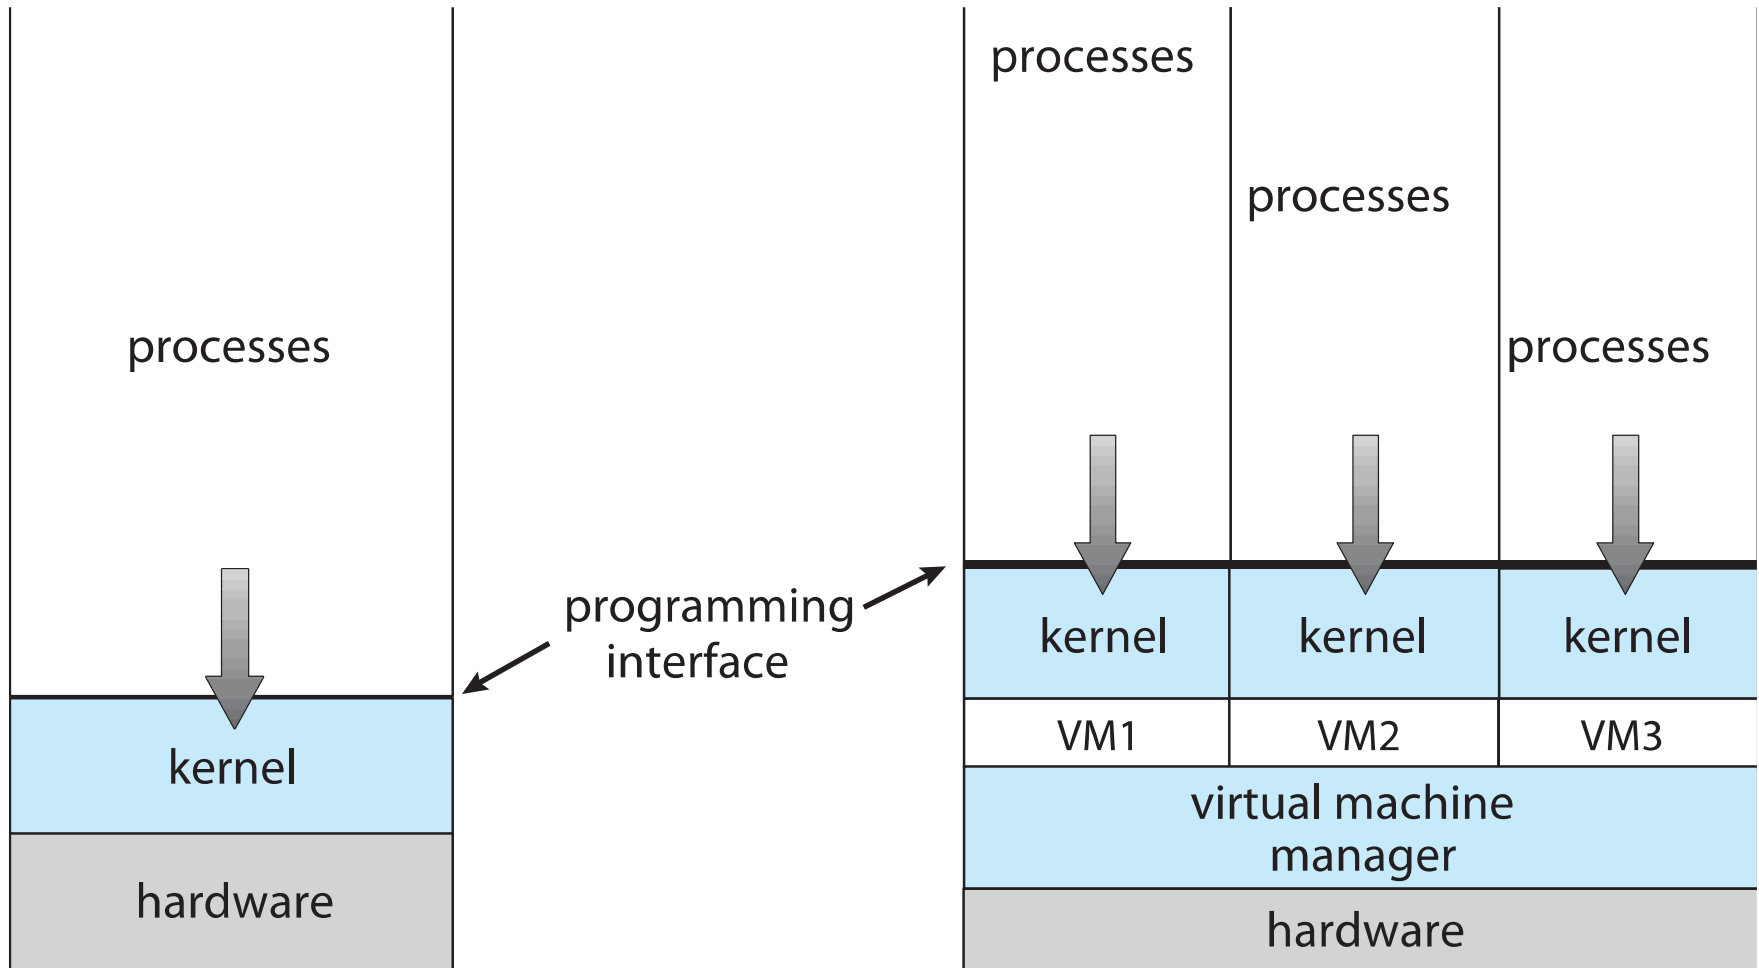 processes
kernel
hardware
programming
interface
processes
processes
processes
kernel
kernel
kernel
VM1
VM2
VM3
virtual machine
manager
hardware